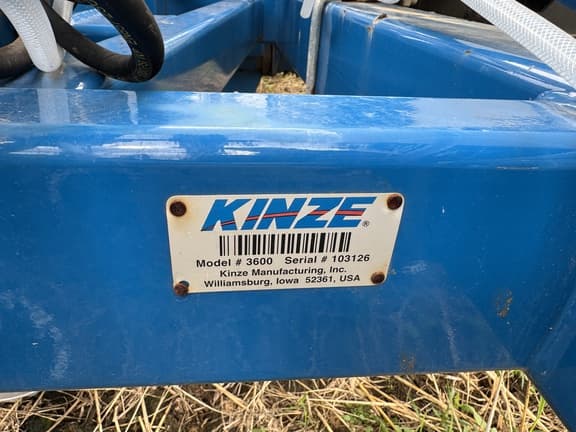 KINZE®
Model # 3600 Serial # 103126
Kinze Manufacturing, Inc.
Williamsburg, Iowa 52361, USA